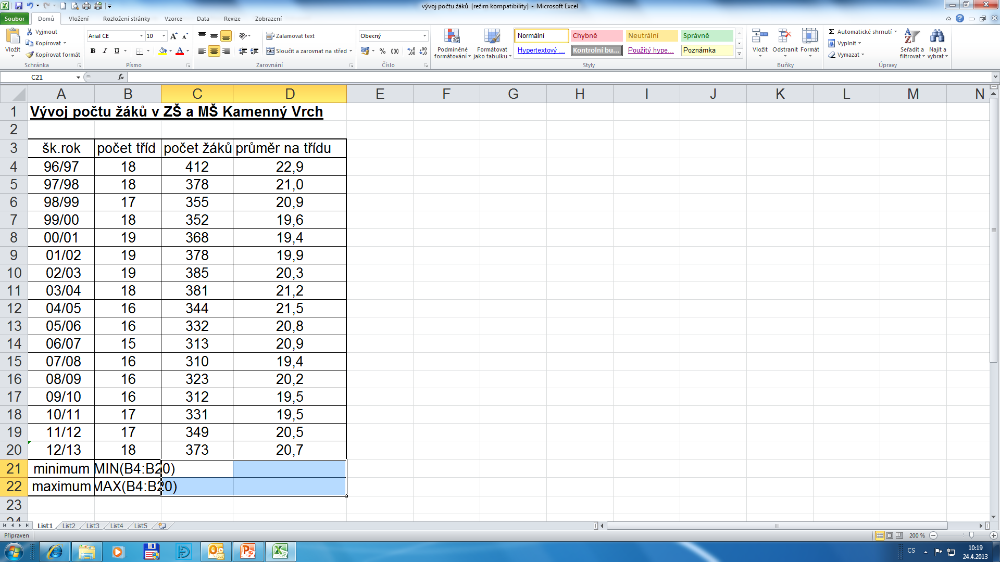 vývoj počtu žáků [režim kompatibility] - Microsoft Excel
Soubor Domů Vložení Rozložení stránky Vzorce Data Revize Zobrazení
Vložit
Vyjmout
Kopírovat
Kopírovat formát
Schránka
Arial CE 10
B I U
Písmo
Zalamovat text
Sloučit a zarovnat na střed
Zarovnání
Obecný
% 000
Číslo
Podmíněné formátování
Formátovat jako tabulku
Normální Chybně Neutrální Správně
Hypertextový ... Kontrolní bu... Použitý hype... Poznámka
Styly
Vložit Odstranit Formát
Buňky
Σ Automatické shrnutí
Vyplnit
Vymazat
Seřadit a filtrovat
Najít a vybrat
Úpravy
C21 fx
A B C D E F G H I J K L M N
1 Vývoj počtu žáků v ZŠ a MŠ Kamenný Vrch
2
3 šk.rok počet tříd počet žáků průměr na třídu
4 96/97 18 412 22,9
5 97/98 18 378 21,0
6 98/99 17 355 20,9
7 99/00 18 352 19,6
8 00/01 19 368 19,4
9 01/02 19 378 19,9
10 02/03 19 385 20,3
11 03/04 18 381 21,2
12 04/05 16 344 21,5
13 05/06 16 332 20,8
14 06/07 15 313 20,9
15 07/08 16 310 19,4
16 08/09 16 323 20,2
17 09/10 16 312 19,5
18 10/11 17 331 19,5
19 11/12 17 349 20,5
20 12/13 18 373 20,7
21 minimum MIN(B4:B20)
22 maximum MAX(B4:B20)
23
24
List1 List2 List3 List4 List5
Připraven 200 %
CS 10:19
24.4.2013